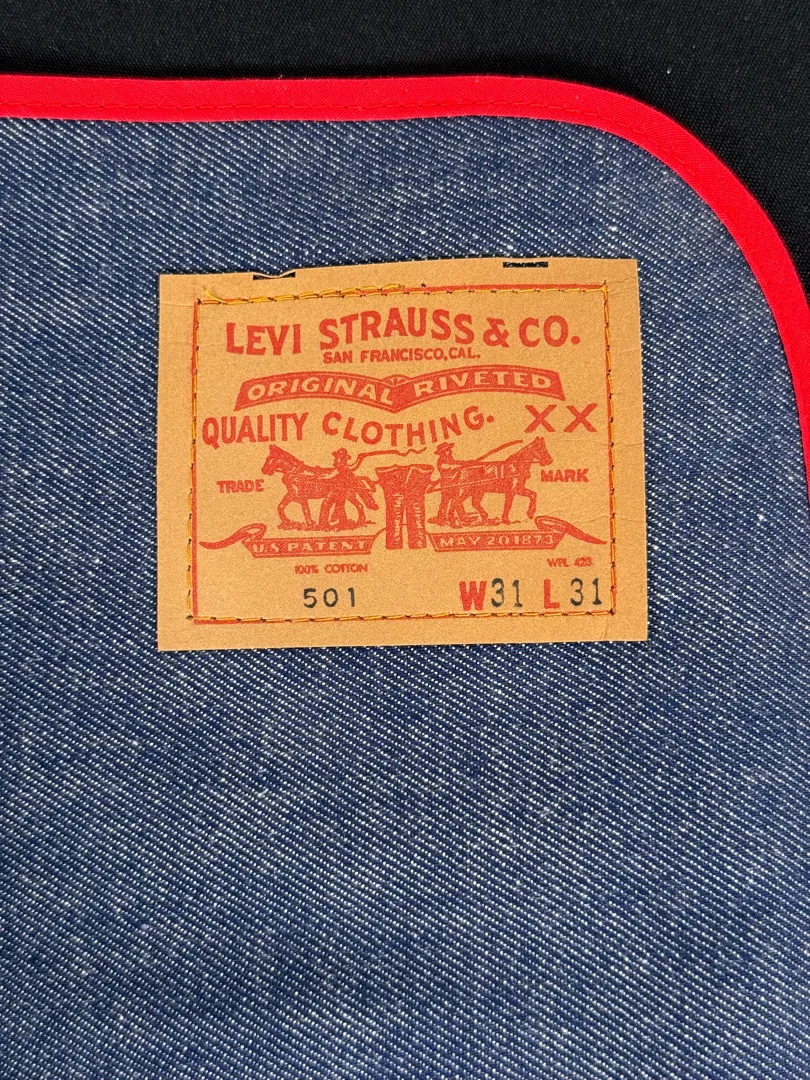 LEVI STRAUSS & CO.
SAN FRANCISCO, CAL.
ORIGINAL RIVETED
QUALITY CLOTHING. XX
TRADE MARK
U.S. PATENT MAY 20 1873
100% COTTON WPL 423
501 W31 L31